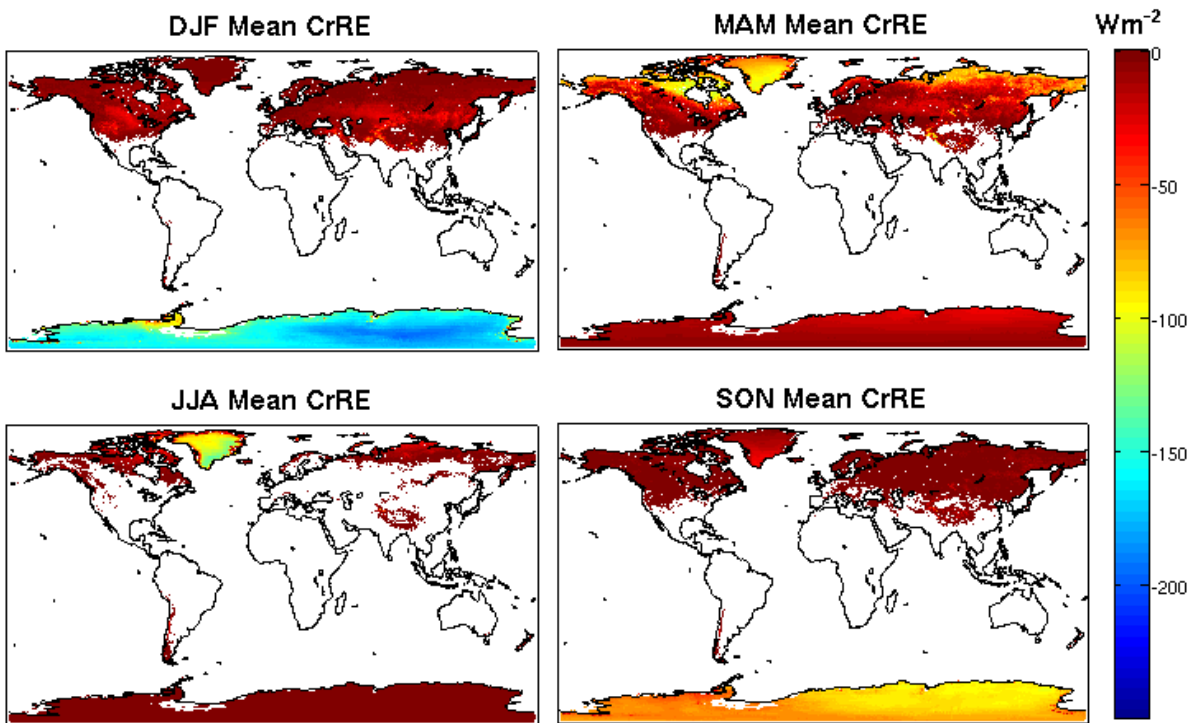 DJF Mean CrRE
MAM Mean CrRE
Wm-2
0
-50
-100
-150
-200
JJA Mean CrRE
SON Mean CrRE